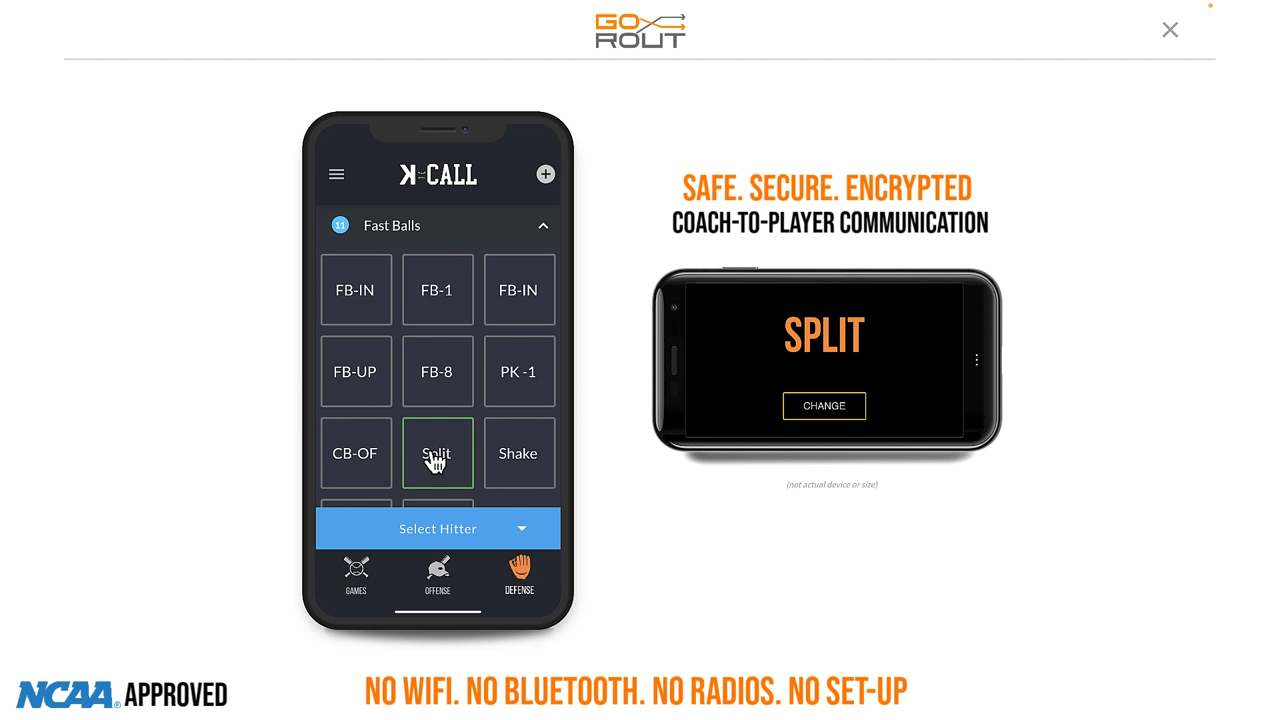 GO
ROUT
K-CALL
11 Fast Balls
FB-IN FB-1 FB-IN
FB-UP FB-8 PK -1
CB-OF Split Shake
Select Hitter
GAMES OFFENSE DEFENSE
SAFE. SECURE. ENCRYPTED
COACH-TO-PLAYER COMMUNICATION
SPLIT
CHANGE
(not actual device or size)
NCAA® APPROVED
NO WIFI. NO BLUETOOTH. NO RADIOS. NO SET-UP